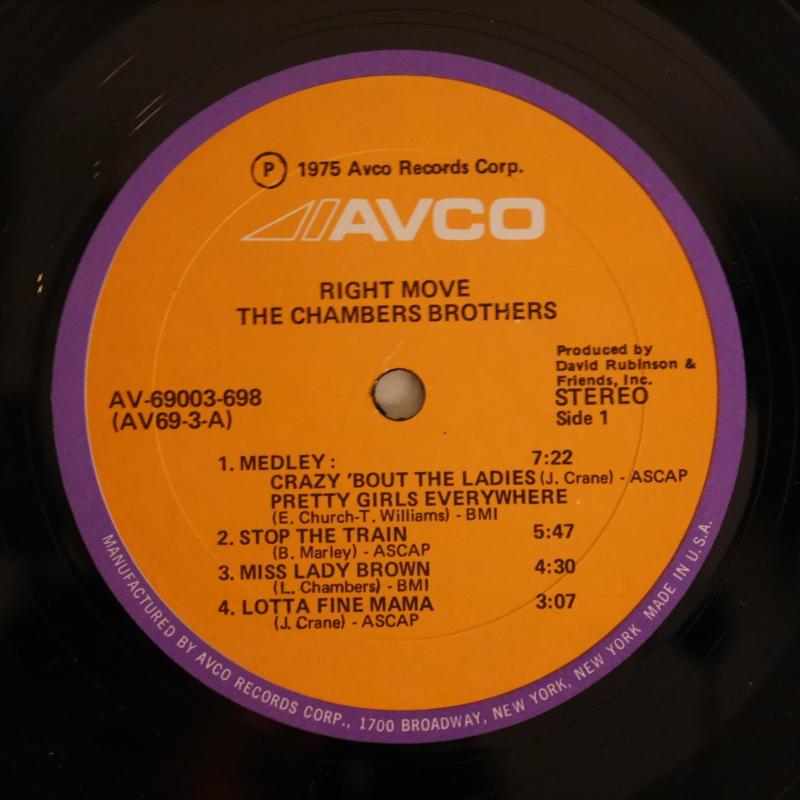 Ⓟ 1975 Avco Records Corp.
AVCO
RIGHT MOVE
THE CHAMBERS BROTHERS
Produced by
David Rubinson &
Friends, Inc.
AV-69003-698
STEREO
(AV69-3-A)
Side 1
1. MEDLEY: 7:22
CRAZY 'BOUT THE LADIES (J. Crane) - ASCAP
PRETTY GIRLS EVERYWHERE
(E. Church-T. Williams) - BMI
2. STOP THE TRAIN 5:47
(B. Marley) - ASCAP
3. MISS LADY BROWN 4:30
(L. Chambers) - BMI
4. LOTTA FINE MAMA 3:07
(J. Crane) - ASCAP
MANUFACTURED BY AVCO RECORDS CORP., 1700 BROADWAY, NEW YORK, NEW YORK MADE IN U.S.A.